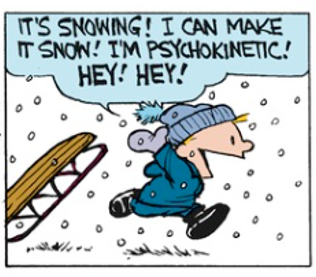 IT'S SNOWING! I CAN MAKE
IT SNOW! I'M PSYCHOKINETIC!
HEY! HEY!